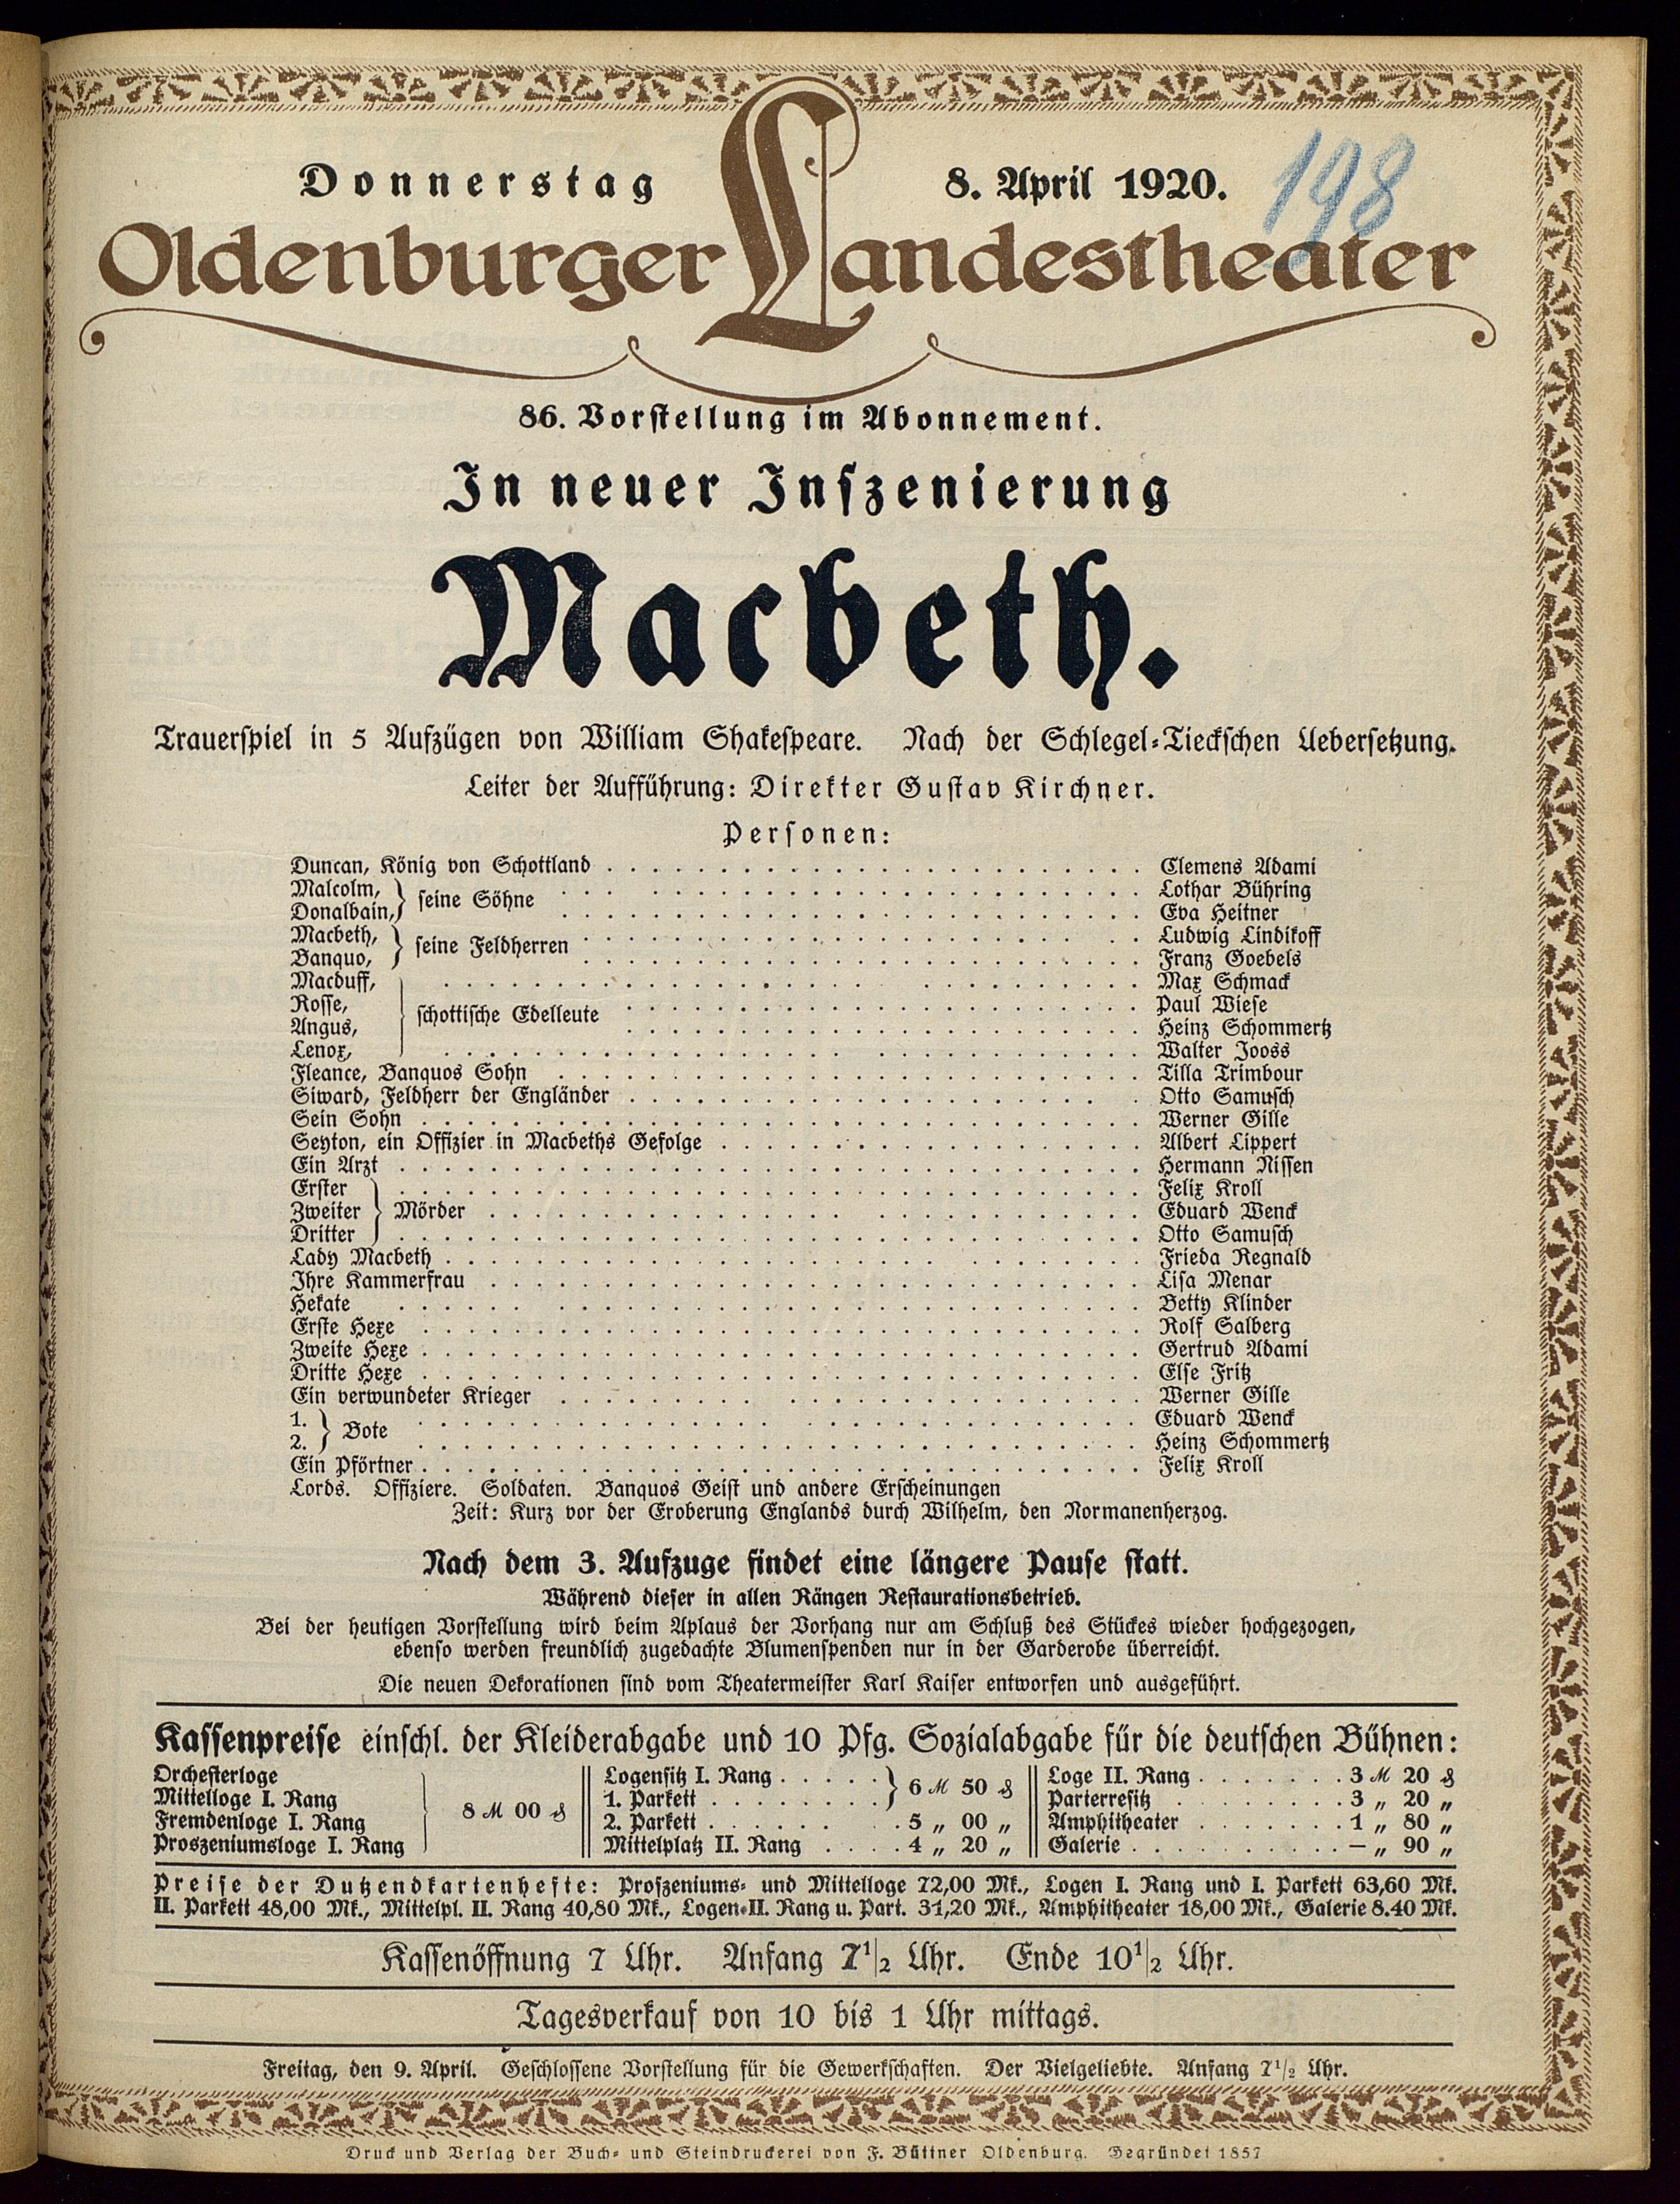 Donnerstag 8. April 1920. 198
Oldenburger Landestheater
86. Vorstellung im Abonnement.
In neuer Inszenierung
Macbeth.
Trauerspiel in 5 Aufzügen von William Shakespeare. Nach der Schlegel-Tieckschen Uebersetzung.
Leiter der Aufführung: Direkter Gustav Kirchner.
Personen:
Duncan, König von Schottland . . . Clemens Adami
Malcolm, } seine Söhne . . . Lothar Bühring
Donalbain, } . . . Eva Heitner
Macbeth, } seine Feldherren . . . Ludwig Lindikoff
Banquo, } . . . Franz Goebels
Macduff, . . . Max Schmack
Rosse, } schottische Edelleute . . . Paul Wiese
Angus, . . . Heinz Schommertz
Lenox, . . . Walter Jooss
Fleance, Banquos Sohn . . . Tilla Trimbour
Siward, Feldherr der Engländer . . . Otto Samusch
Sein Sohn . . . Werner Gille
Seyton, ein Offizier in Macbeths Gefolge . . . Albert Lippert
Ein Arzt . . . Hermann Nissen
Erster . . . Felix Kroll
Zweiter } Mörder . . . Eduard Wenck
Dritter . . . Otto Samusch
Lady Macbeth . . . Frieda Regnald
Ihre Kammerfrau . . . Lisa Menar
Hekate . . . Betty Klinder
Erste Hexe . . . Rolf Salberg
Zweite Hexe . . . Gertrud Adami
Dritte Hexe . . . Else Fritz
Ein verwundeter Krieger . . . Werner Gille
1. } Bote . . . Eduard Wenck
2. } . . . Heinz Schommertz
Ein Pförtner . . . Felix Kroll
Lords. Offiziere. Soldaten. Banquos Geist und andere Erscheinungen
Zeit: Kurz vor der Eroberung Englands durch Wilhelm, den Normanenherzog.
Nach dem 3. Aufzuge findet eine längere Pause statt.
Während dieser in allen Rängen Restaurationsbetrieb.
Bei der heutigen Vorstellung wird beim Aplaus der Vorhang nur am Schluß des Stückes wieder hochgezogen,
ebenso werden freundlich zugedachte Blumenspenden nur in der Garderobe überreicht.
Die neuen Dekorationen sind vom Theatermeister Karl Kaiser entworfen und ausgeführt.
Kassenpreise einschl. der Kleiderabgabe und 10 Pfg. Sozialabgabe für die deutschen Bühnen:
Orchesterloge
Mittelloge I. Rang
Fremdenloge I. Rang
Proszeniumsloge I. Rang
8 ℳ 00 ₰
Logensitz I. Rang . . .
1. Parkett . . . } 6 ℳ 50 ₰
2. Parkett . . . 5 „ 00 „
Mittelplatz II. Rang . . . 4 „ 20 „
Loge II. Rang . . . 3 ℳ 20 ₰
Parterresitz . . . 3 „ 20 „
Amphitheater . . . 1 „ 80 „
Galerie . . . — „ 90 „
Preise der Dutzendkartenhefte: Proszeniums- und Mittelloge 72,00 Mk., Logen I. Rang und I. Parkett 63,60 Mk.
II. Parkett 48,00 Mk., Mittelpl. II. Rang 40,80 Mk., Logen-II. Rang u. Part. 31,20 Mk., Amphitheater 18,00 Mk., Galerie 8.40 Mk.
Kassenöffnung 7 Uhr. Anfang 7 1/2 Uhr. Ende 10 1/2 Uhr.
Tagesverkauf von 10 bis 1 Uhr mittags.
Freitag, den 9. April. Geschlossene Vorstellung für die Gewerkschaften. Der Vielgeliebte. Anfang 7 1/2 Uhr.
Druck und Verlag der Buch- und Steindruckerei von F. Büttner Oldenburg. Gegründet 1857